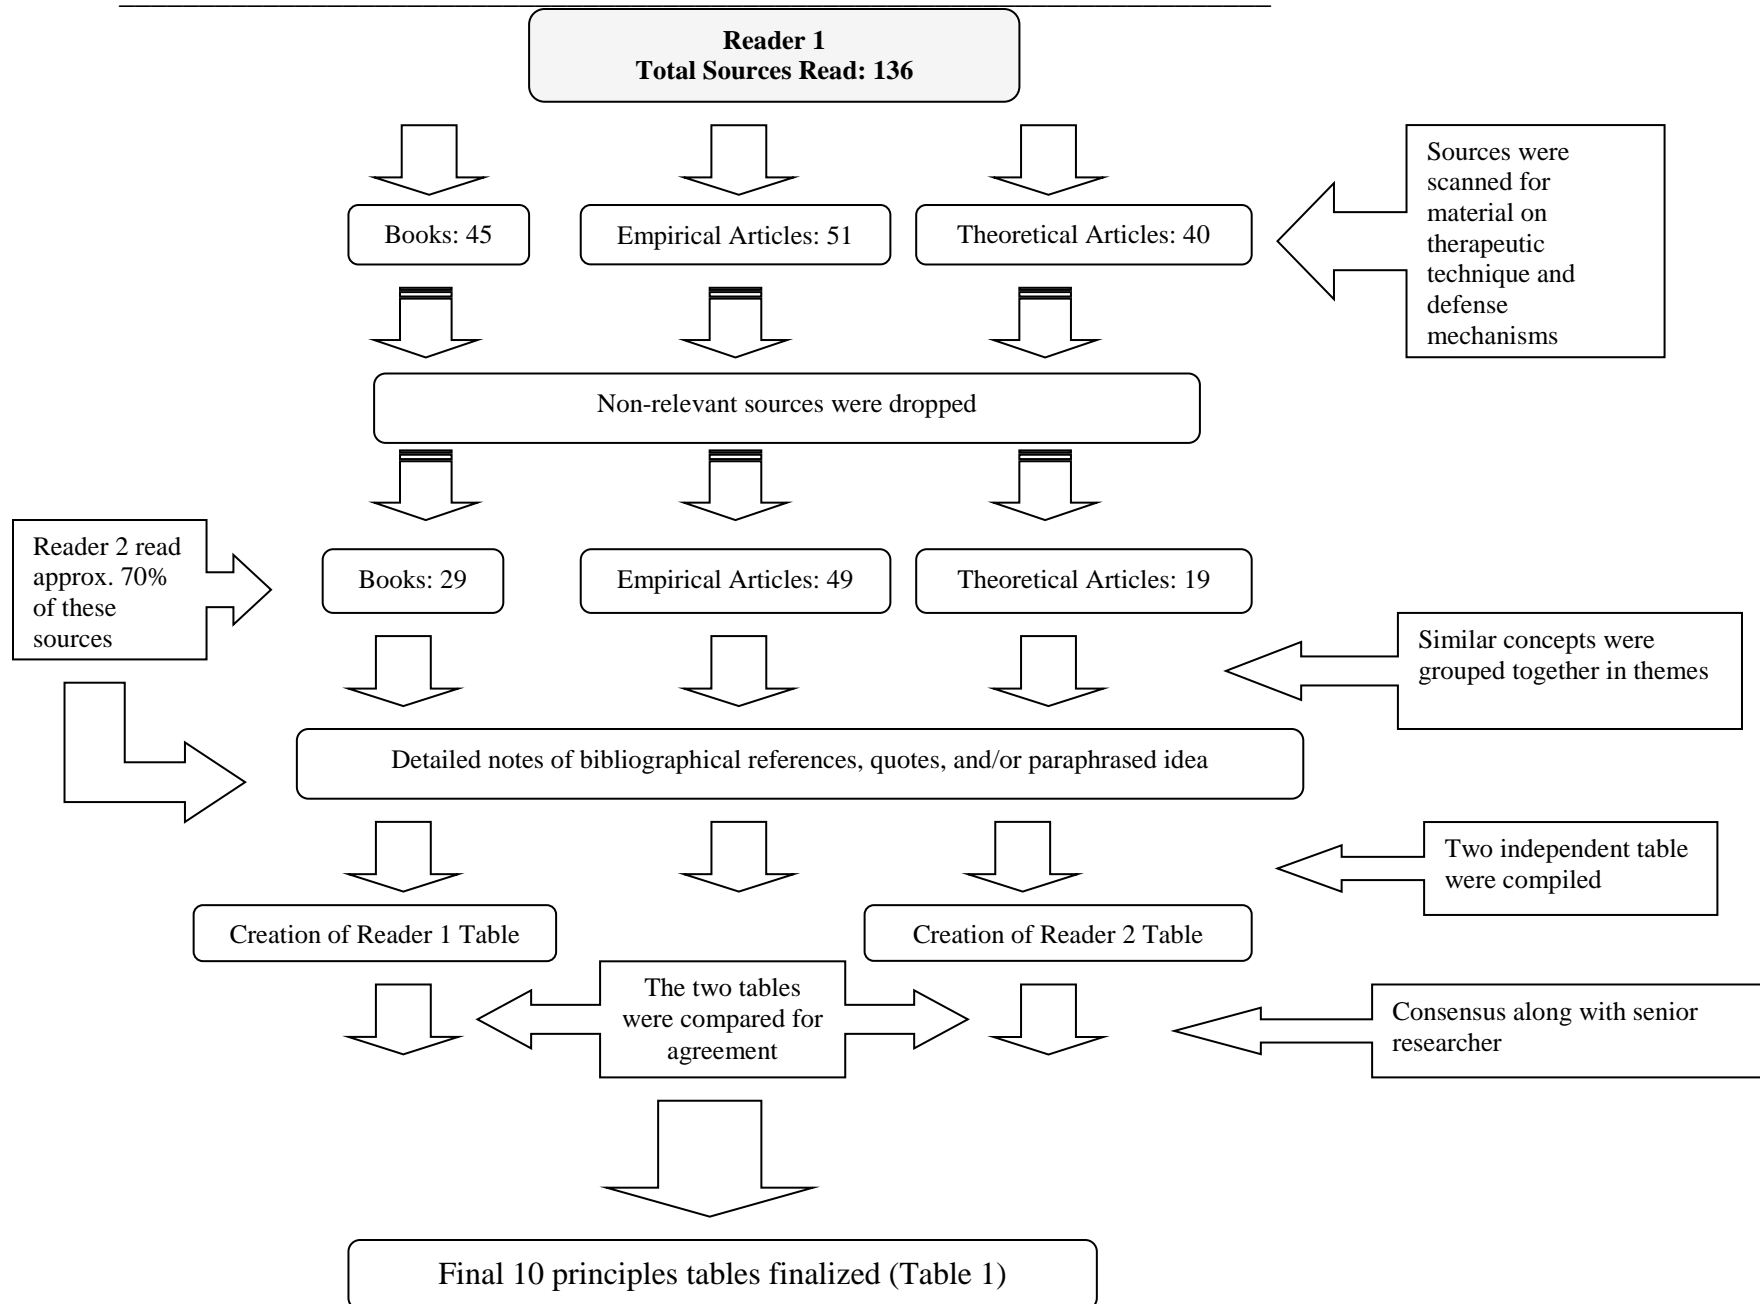 Reader 1
Total Sources Read: 136
Sources were
scanned for
material on
therapeutic
technique and
defense
mechanisms
Books: 45
Empirical Articles: 51
Theoretical Articles: 40
Non-relevant sources were dropped
Reader 2 read
approx. 70%
of these
sources
Books: 29
Empirical Articles: 49
Theoretical Articles: 19
Similar concepts were
grouped together in themes
Detailed notes of bibliographical references, quotes, and/or paraphrased idea
Two independent table
were compiled
Creation of Reader 1 Table
Creation of Reader 2 Table
The two tables
were compared for
agreement
Consensus along with senior
researcher
Final 10 principles tables finalized (Table 1)